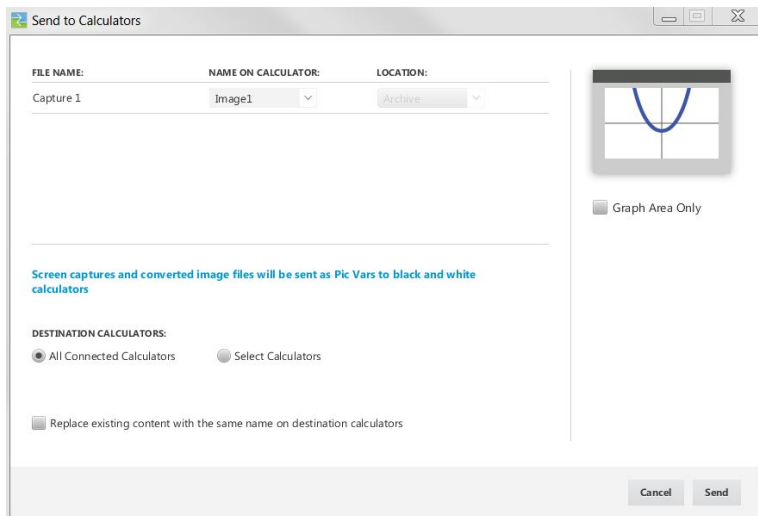 Send to Calculators
FILE NAME: NAME ON CALCULATOR: LOCATION:
Capture 1 Image1 Archive
Graph Area Only
Screen captures and converted image files will be sent as Pic Vars to black and white
calculators
DESTINATION CALCULATORS:
All Connected Calculators Select Calculators
Replace existing content with the same name on destination calculators
Cancel Send